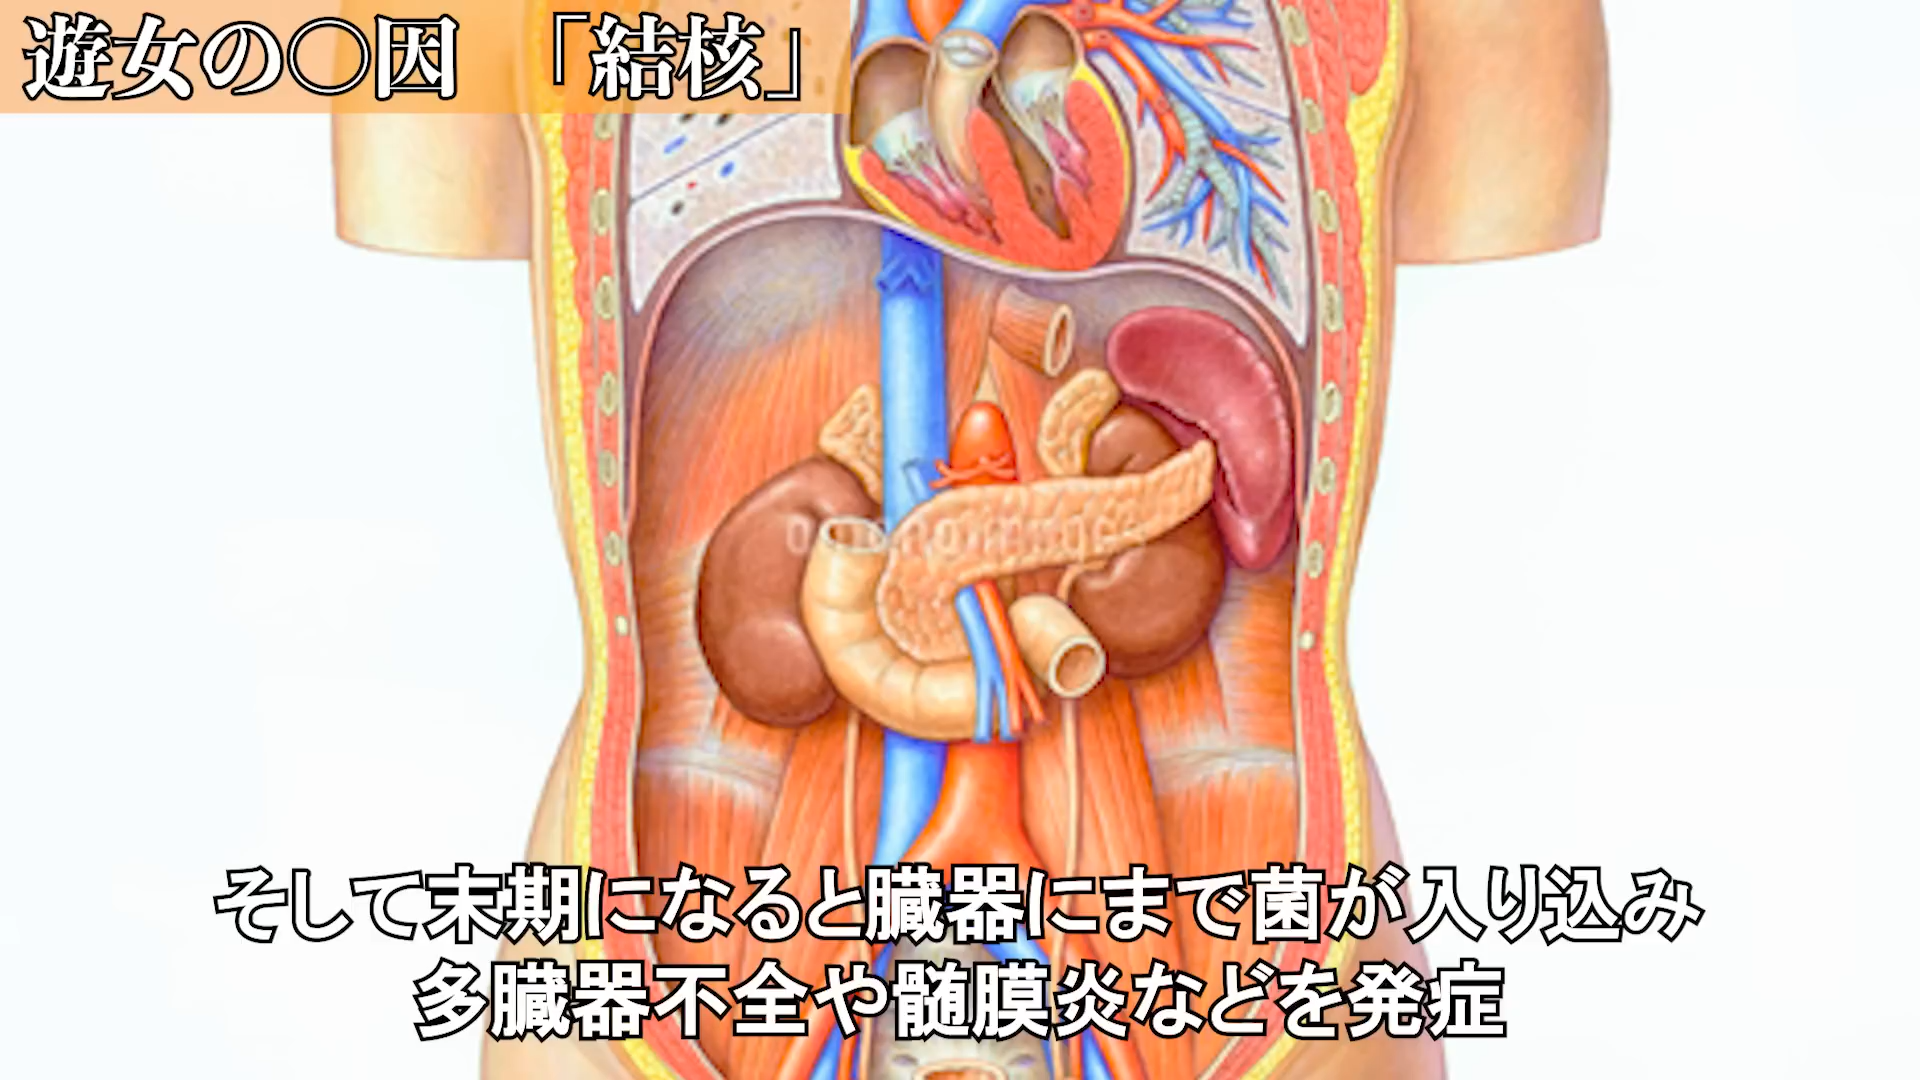 遊女の〇因 「結核」
そして末期になると臓器にまで菌が入り込み
多臓器不全や髄膜炎などを発症